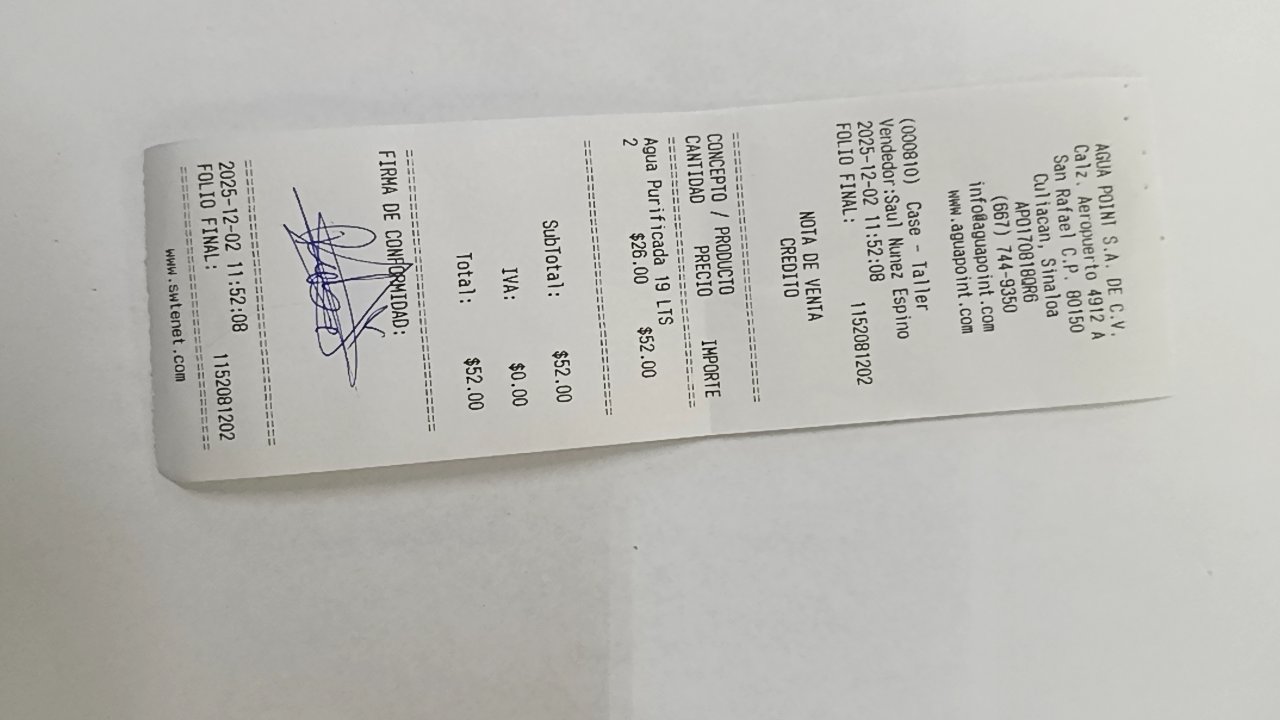 AGUA POINT S.A. DE C.V.
Calz. Aeropuerto 4912 A
San Rafael C.P. 80150
Culiacan, Sinaloa
APO170818QR6
(667) 744-9350
info@aguapoint.com
www.aguapoint.com
NOTA DE VENTA
CREDITO
(000810) Case - Taller
Vendedor:Saul Nunez Espino
2025-12-02 11:52:08
FOLIO FINAL: 1152081202
==============================
CONCEPTO / PRODUCTO
CANTIDAD PRECIO IMPORTE
==============================
Agua Purificada 19 LTS
2 $26.00 $52.00
==============================
SubTotal: $52.00
IVA: $0.00
Total: $52.00
==============================
FIRMA DE CONFORMIDAD:
==============================
2025-12-02 11:52:08
FOLIO FINAL: 1152081202
==============================
www.swtenet.com